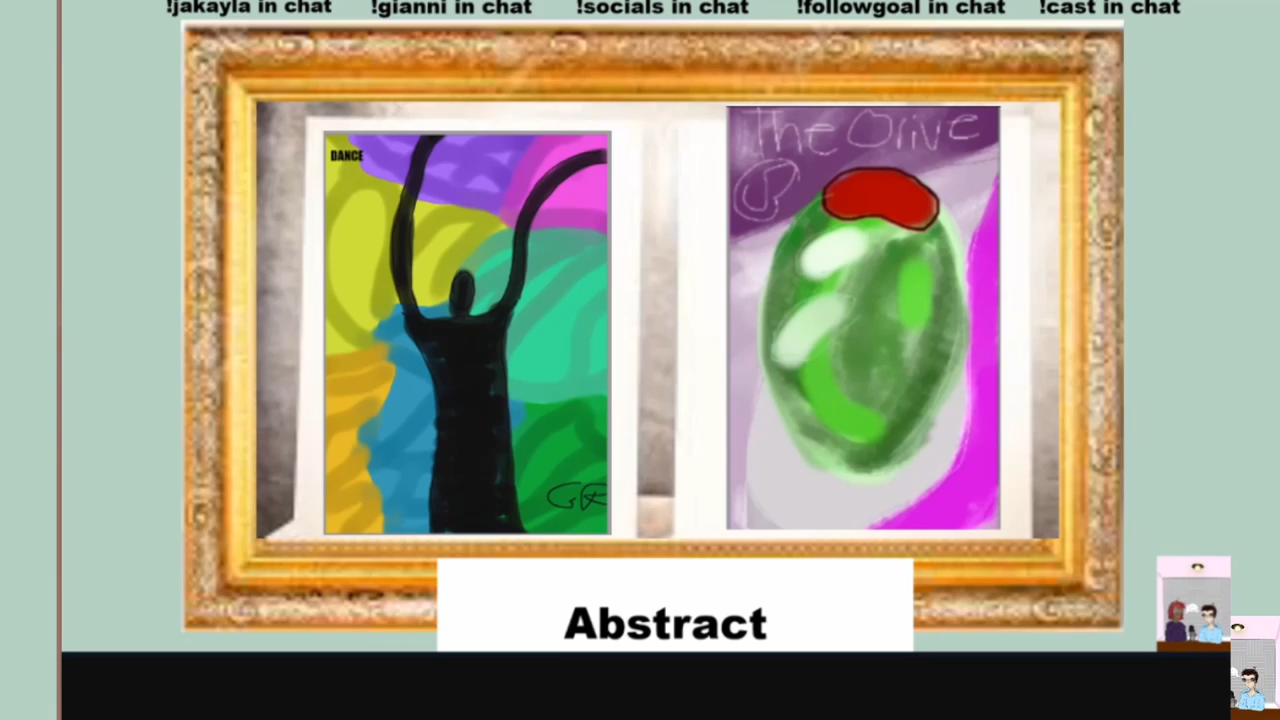 !jakayla in chat !gianni in chat !socials in chat !followgoal in chat !cast in chat
DANCE
The Olive
GR
Abstract